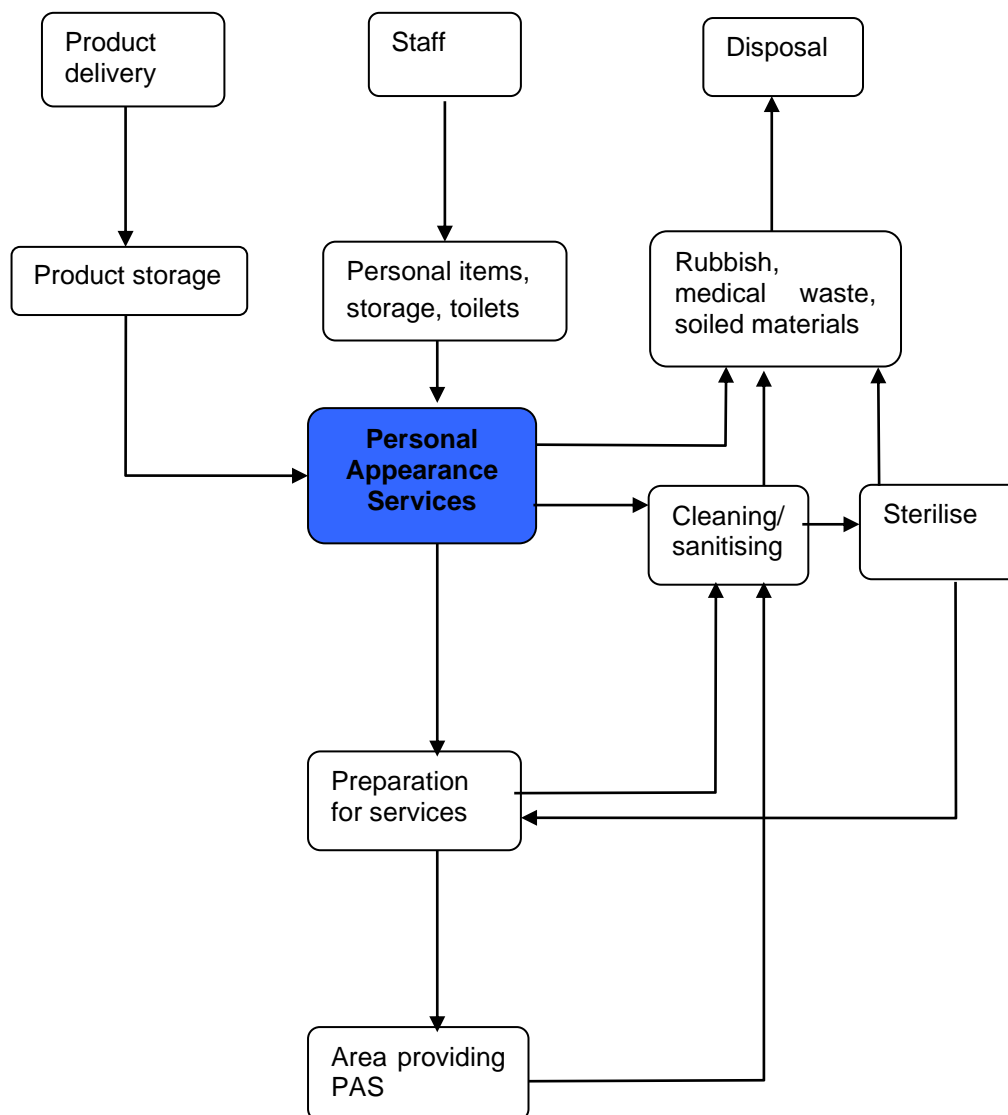 Product
delivery
Staff
Disposal
Product storage
Personal items,
storage, toilets
Rubbish,
medical waste,
soiled materials
Personal
Appearance
Services
Cleaning/
sanitising
Sterilise
Preparation
for services
Area providing
PAS